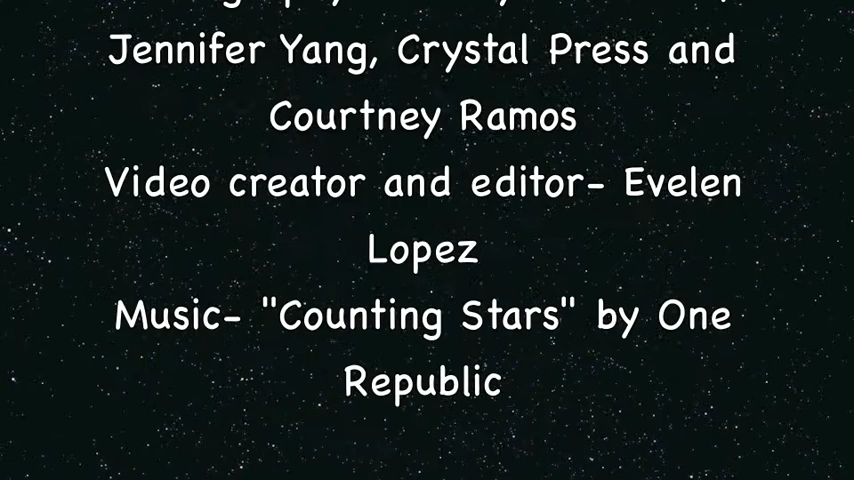 Jennifer Yang, Crystal Press and
Courtney Ramos
Video creator and editor- Evelen
Lopez
Music- "Counting Stars" by One
Republic